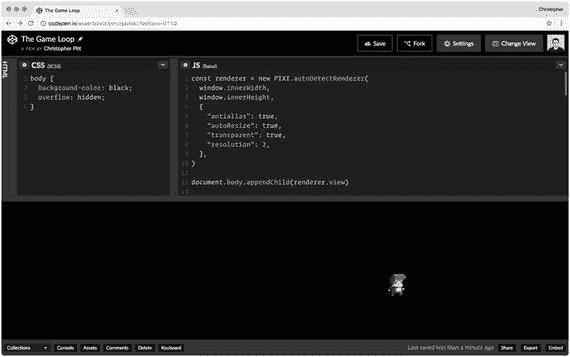 The Game Loop
Christopher
codepen.io
The Game Loop
A PEN BY Christopher Pitt
Save
Fork
Settings
Change View
HTML
CSS (SCSS)
1 body {
2 background-color: black;
3 overflow: hidden;
4 }
JS (Babel)
1 const renderer = new PIXI.autoDetectRenderer(
2 window.innerWidth,
3 window.innerHeight,
4 {
5 "antialias": true,
6 "autoResize": true,
7 "transparent": true,
8 "resolution": 2,
9 },
10 )
11
12 document.body.appendChild(renderer.view)
Collections
Console
Assets
Comments
Delete
Keyboard
Last saved less than a minute ago
Share
Export
Embed